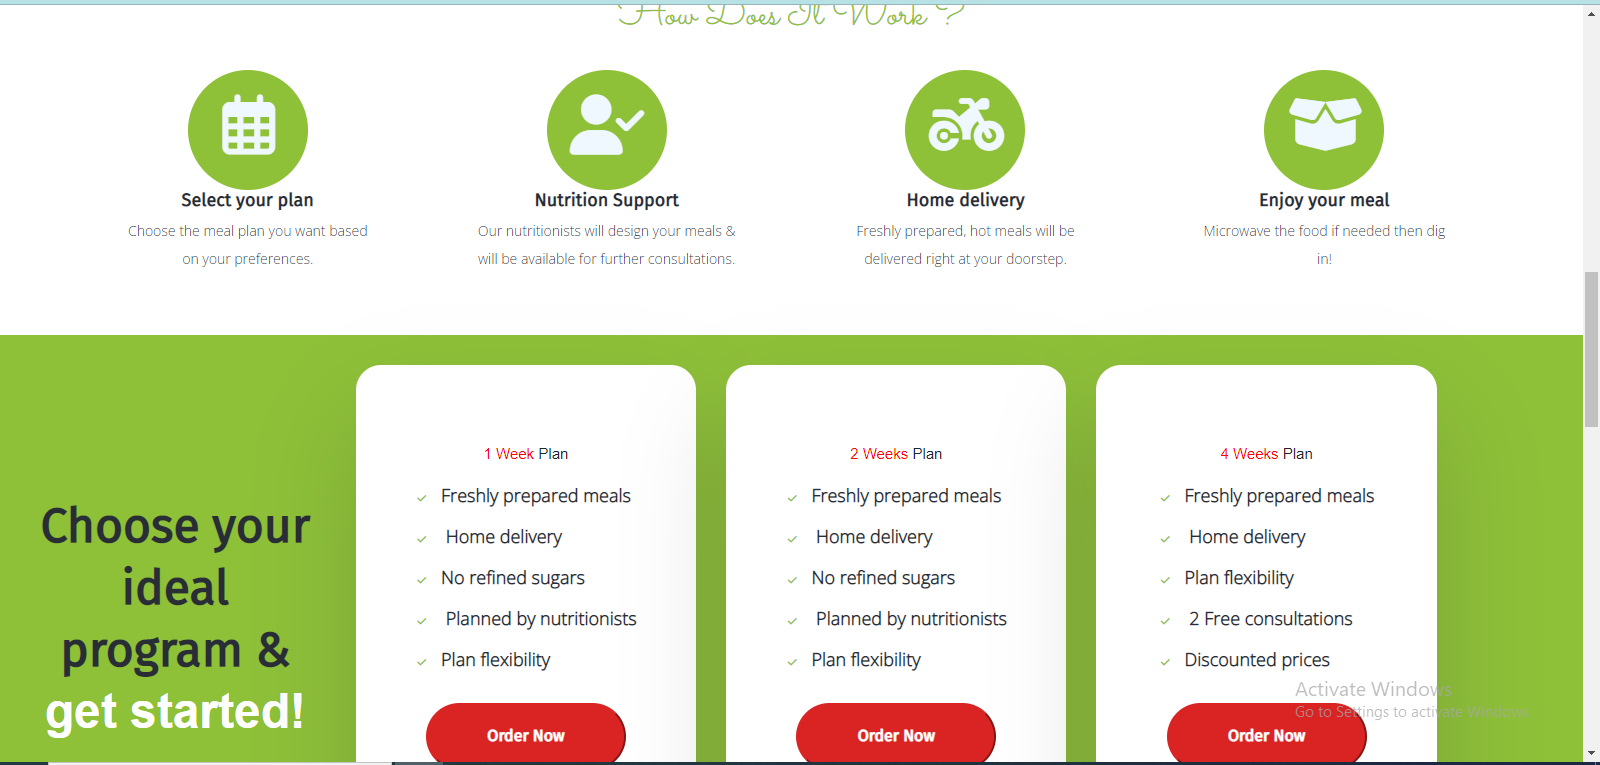 How Does It Work ?
Select your plan
Choose the meal plan you want based
on your preferences.
Nutrition Support
Our nutritionists will design your meals &
will be available for further consultations.
Home delivery
Freshly prepared, hot meals will be
delivered right at your doorstep.
Enjoy your meal
Microwave the food if needed then dig
in!
Choose your
ideal
program &
get started!
1 Week Plan
Freshly prepared meals
Home delivery
No refined sugars
Planned by nutritionists
Plan flexibility
Order Now
2 Weeks Plan
Freshly prepared meals
Home delivery
No refined sugars
Planned by nutritionists
Plan flexibility
Order Now
4 Weeks Plan
Freshly prepared meals
Home delivery
Plan flexibility
2 Free consultations
Discounted prices
Order Now
Activate Windows
Go to Settings to activate Windows.